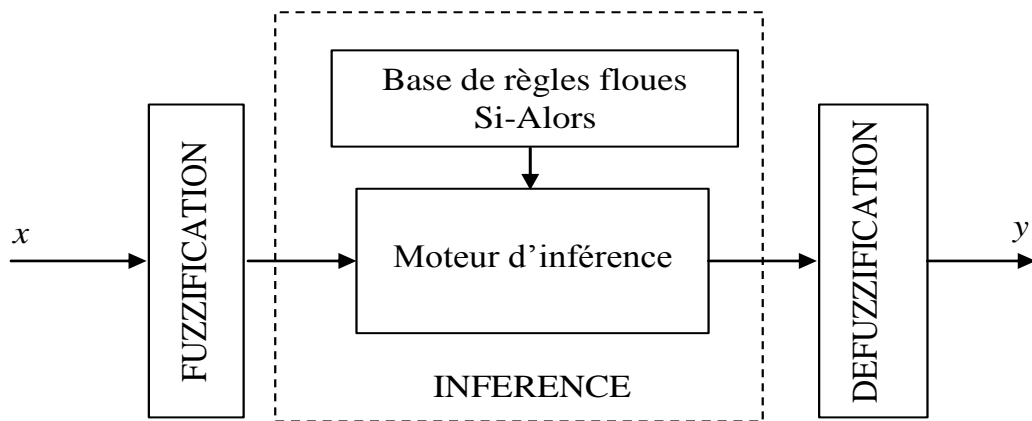 x
FUZZIFICATION
Base de règles floues
Si-Alors
Moteur d’inférence
INFERENCE
DEFUZZIFICATION
y